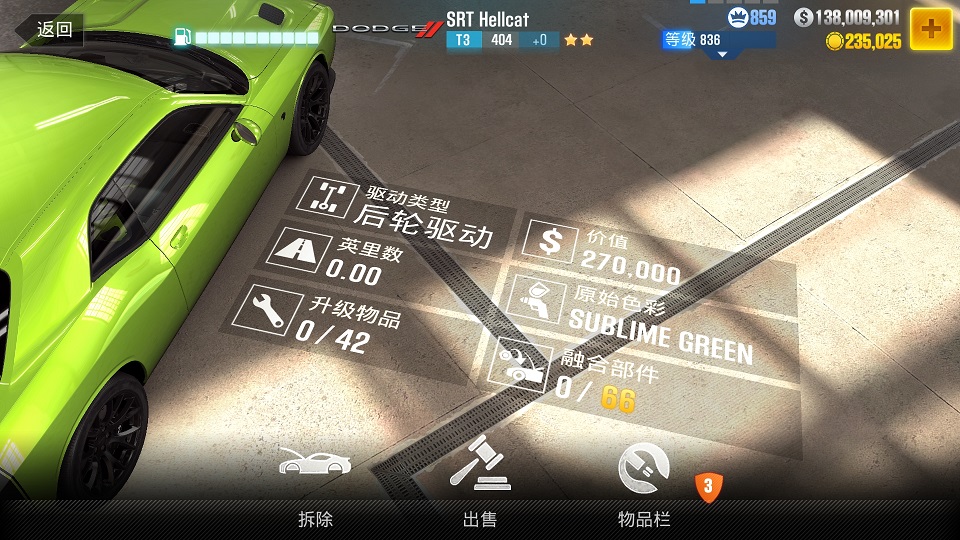 返回
DODGE
SRT Hellcat
T3 404 +0
等级 836
859
138,009,301
235,025
驱动类型
后轮驱动
英里数
0.00
升级物品
0/42
价值
270,000
原始色彩
SUBLIME GREEN
融合部件
0/66
拆除
出售
物品栏
3